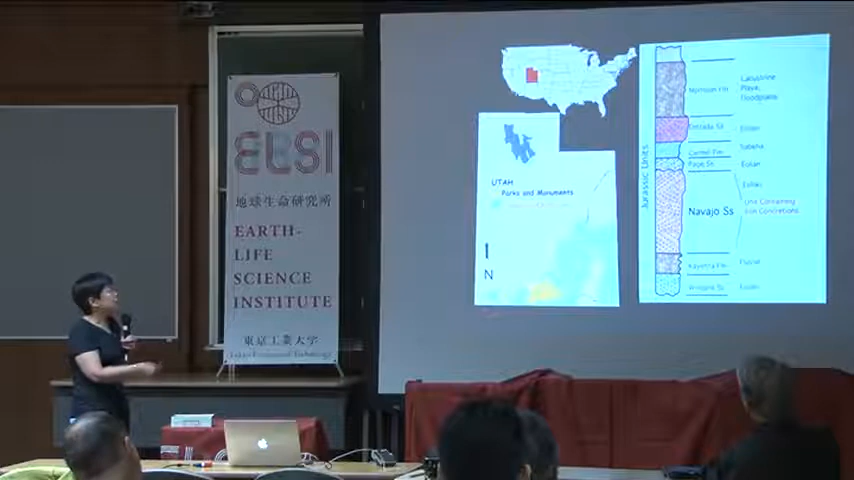 ELSI
地球生命研究所
EARTH-
LIFE
SCIENCE
INSTITUTE
東京工業大学
Tokyo Institute of Technology
UTAH
Parks and Monuments
N
Jurassic Units
Morrison Fm.
Lacustrine
Playa,
Floodplains
Entrada Ss
Eolian
Carmel Fm.
Sabkha
Page Ss.
Eolian
Eolian
Navajo Ss
Unit Containing
Iron Concretions
Kayenta Fm.
Fluvial
Wingate Ss.
Eolian